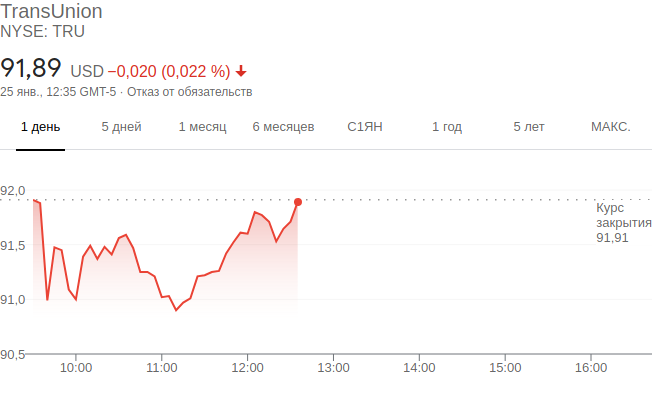 TransUnion
NYSE: TRU
91,89 USD −0,020 (0,022 %)
25 янв., 12:35 GMT-5 · Отказ от обязательств
1 день 5 дней 1 месяц 6 месяцев С1ЯН 1 год 5 лет МАКС.
92,0
Курс
закрытия
91,91
91,5
91,0
90,5
10:00 11:00 12:00 13:00 14:00 15:00 16:00